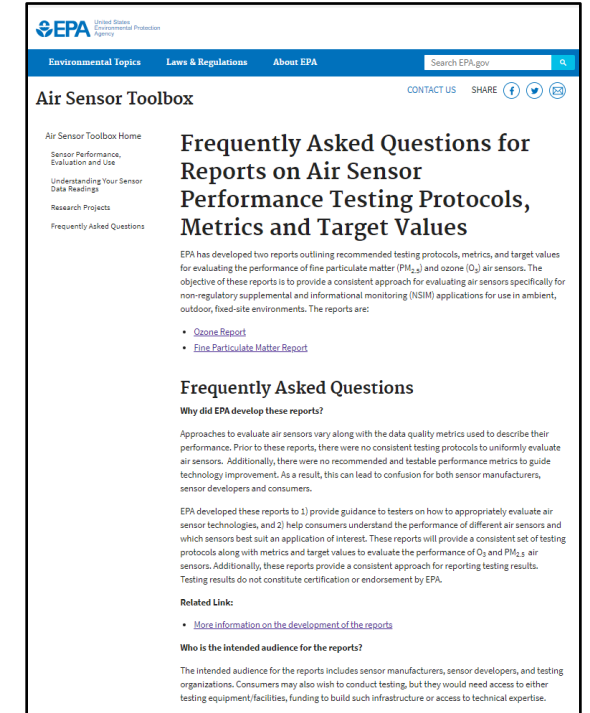 EPA United States Environmental Protection Agency
Environmental Topics Laws & Regulations About EPA Search EPA.gov
Air Sensor Toolbox
CONTACT US SHARE
Air Sensor Toolbox Home
Sensor Performance,
Evaluation and Use
Understanding Your Sensor
Data Readings
Research Projects
Frequently Asked Questions
Frequently Asked Questions for
Reports on Air Sensor
Performance Testing Protocols,
Metrics and Target Values
EPA has developed two reports outlining recommended testing protocols, metrics, and target values
for evaluating the performance of fine particulate matter (PM2.5) and ozone (O3) air sensors. The
objective of these reports is to provide a consistent approach for evaluating air sensors specifically for
non-regulatory supplemental and informational monitoring (NSIM) applications for use in ambient,
outdoor, fixed-site environments. The reports are:
• Ozone Report
• Fine Particulate Matter Report
Frequently Asked Questions
Why did EPA develop these reports?
Approaches to evaluate air sensors vary along with the data quality metrics used to describe their
performance. Prior to these reports, there were no consistent testing protocols to uniformly evaluate
air sensors. Additionally, there were no recommended and testable performance metrics to guide
technology improvement. As a result, this can lead to confusion for both sensor manufacturers,
sensor developers and consumers.
EPA developed these reports to 1) provide guidance to testers on how to appropriately evaluate air
sensor technologies, and 2) help consumers understand the performance of different air sensors and
which sensors best suit an application of interest. These reports will provide a consistent set of testing
protocols along with metrics and target values to evaluate the performance of O3 and PM2.5 air
sensors. Additionally, these reports provide a consistent approach for reporting testing results.
Testing results do not constitute certification or endorsement by EPA.
Related Link:
• More information on the development of the reports
Who is the intended audience for the reports?
The intended audience for the reports includes sensor manufacturers, sensor developers, and testing
organizations. Consumers may also wish to conduct testing, but they would need access to either
testing equipment/facilities, funding to build such infrastructure or access to technical expertise.